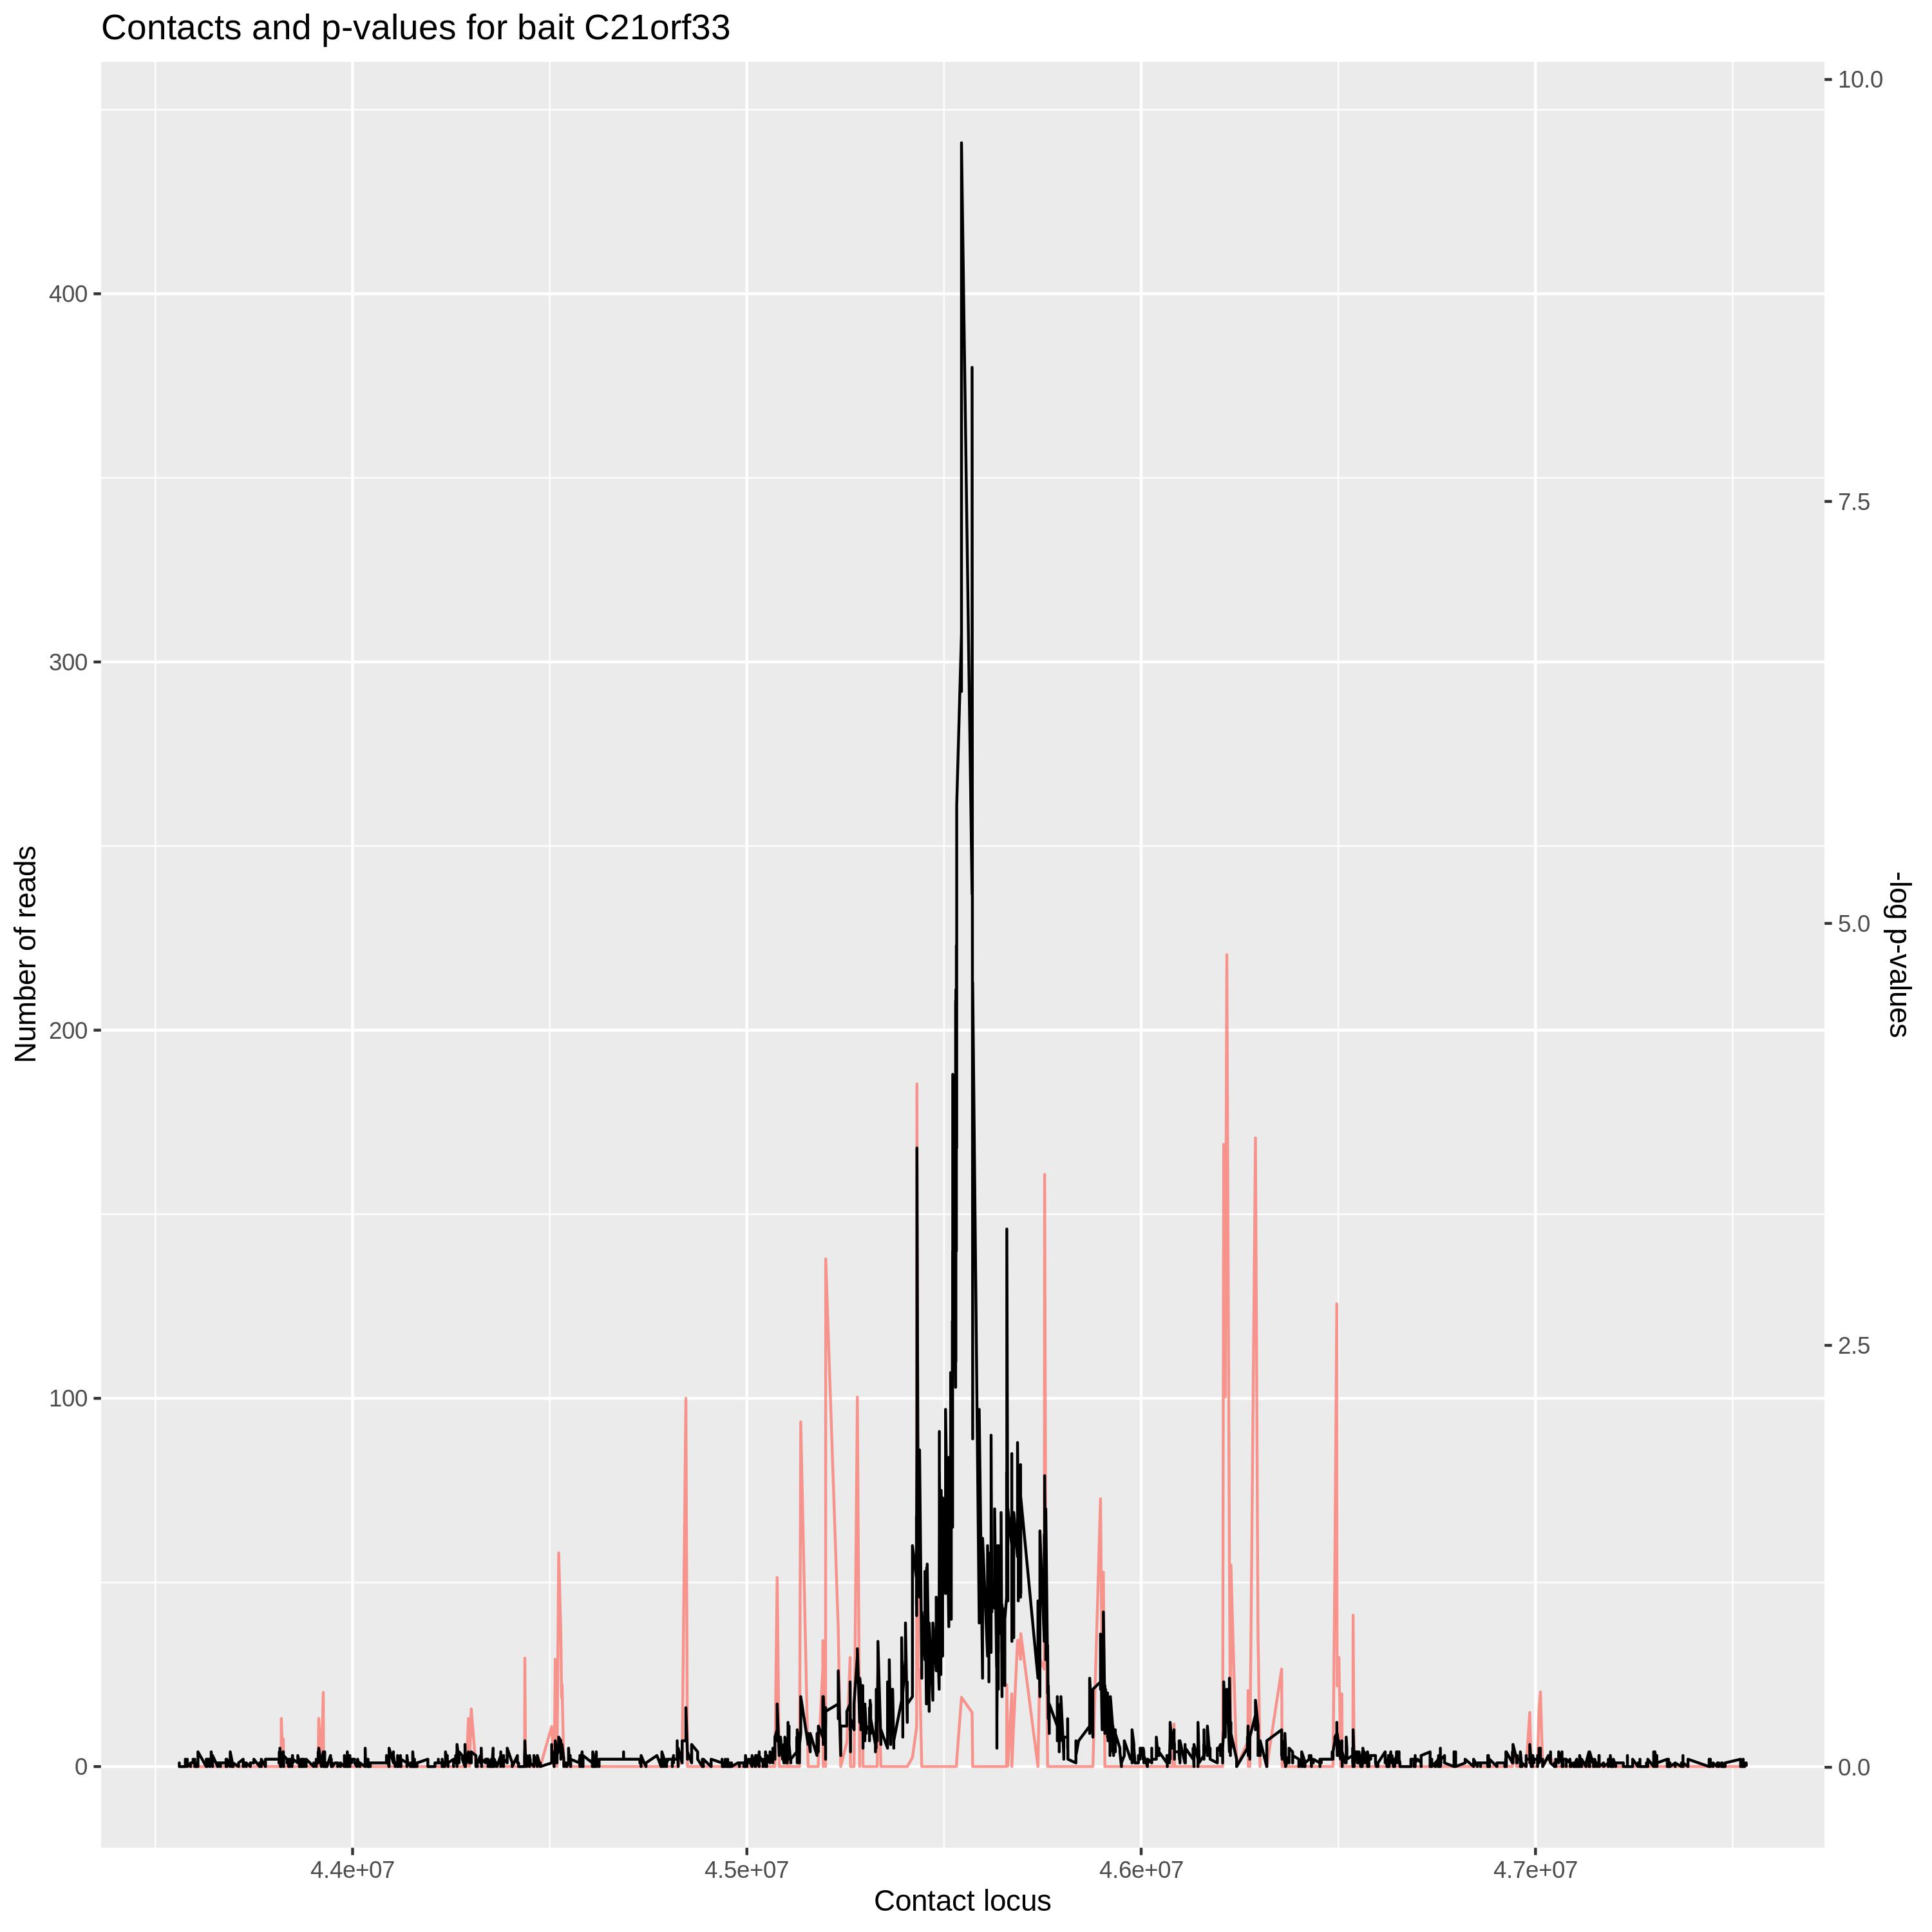 Contacts and p-values for bait C21orf33
10.0
400
7.5
300
Number of reads
-log p-values
5.0
200
2.5
100
0
0.0
4.4e+07 4.5e+07 4.6e+07 4.7e+07
Contact locus